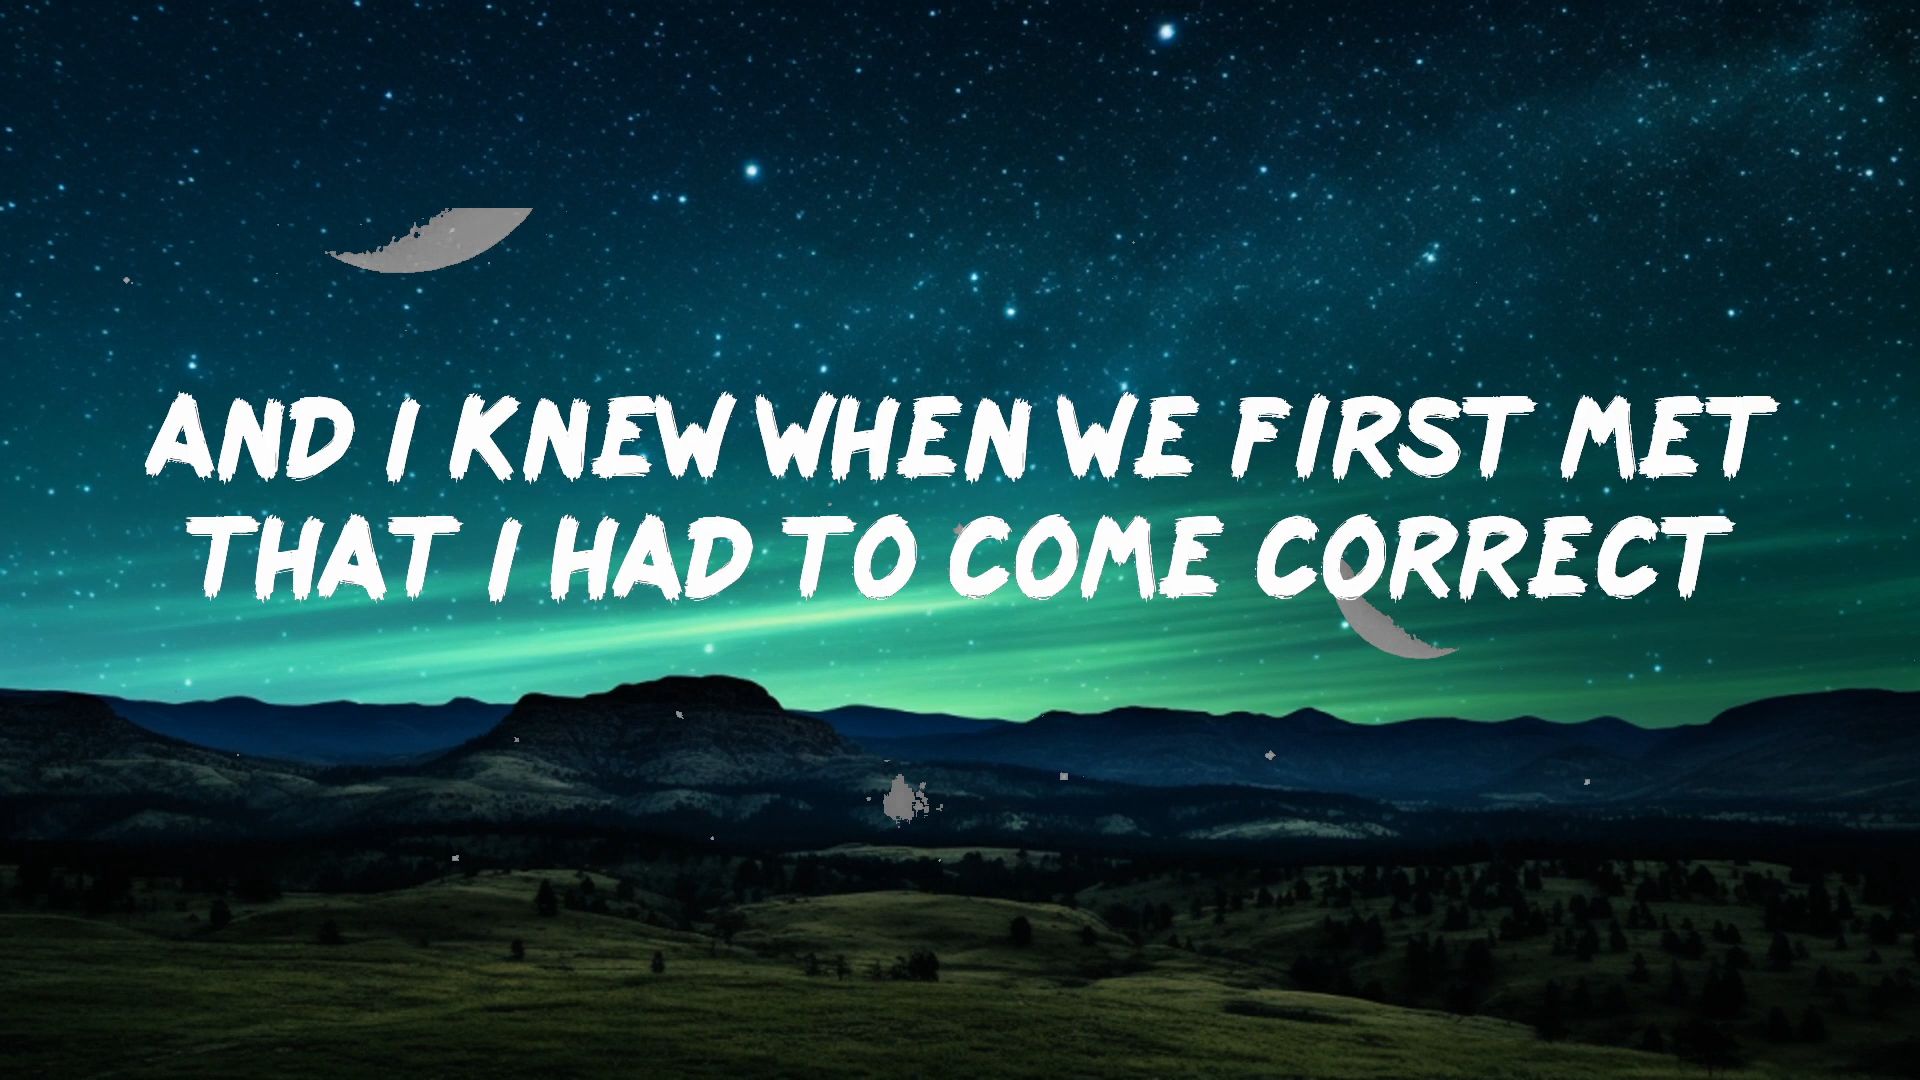 AND I KNEW WHEN WE FIRST MET
THAT I HAD TO COME CORRECT